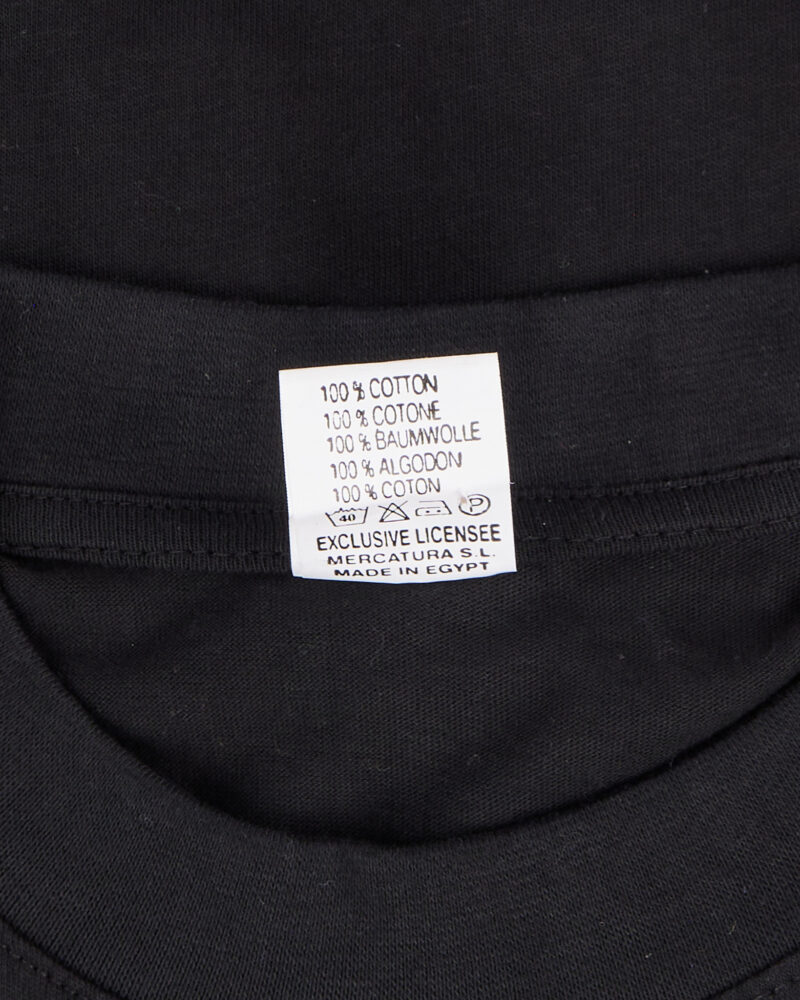 100 % COTTON
100 % COTONE
100 % BAUMWOLLE
100 % ALGODON
100 % COTON
40 P
EXCLUSIVE LICENSEE
MERCATURA S.L.
MADE IN EGYPT